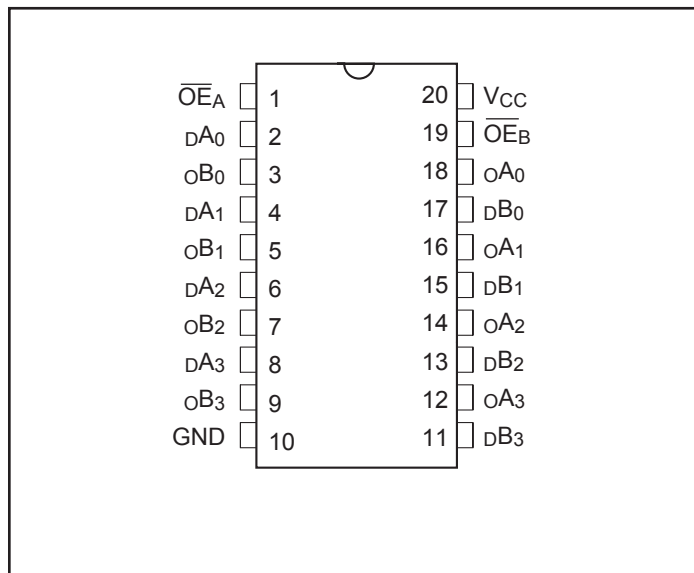 OEA 1 20 VCC
DA0 2 19 OEB
OB0 3 18 OA0
DA1 4 17 DB0
OB1 5 16 OA1
DA2 6 15 DB1
OB2 7 14 OA2
DA3 8 13 DB2
OB3 9 12 OA3
GND 10 11 DB3